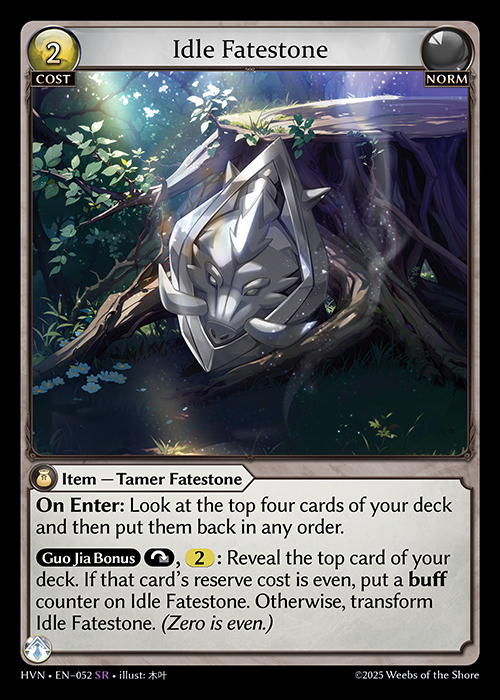 2
Idle Fatestone
COST
NORM
Item — Tamer Fatestone
On Enter: Look at the top four cards of your deck
and then put them back in any order.
Guo Jia Bonus , 2 : Reveal the top card of your
deck. If that card's reserve cost is even, put a buff
counter on Idle Fatestone. Otherwise, transform
Idle Fatestone. (Zero is even.)
HVN • EN-052 SR • illust: 木叶
©2025 Weebs of the Shore